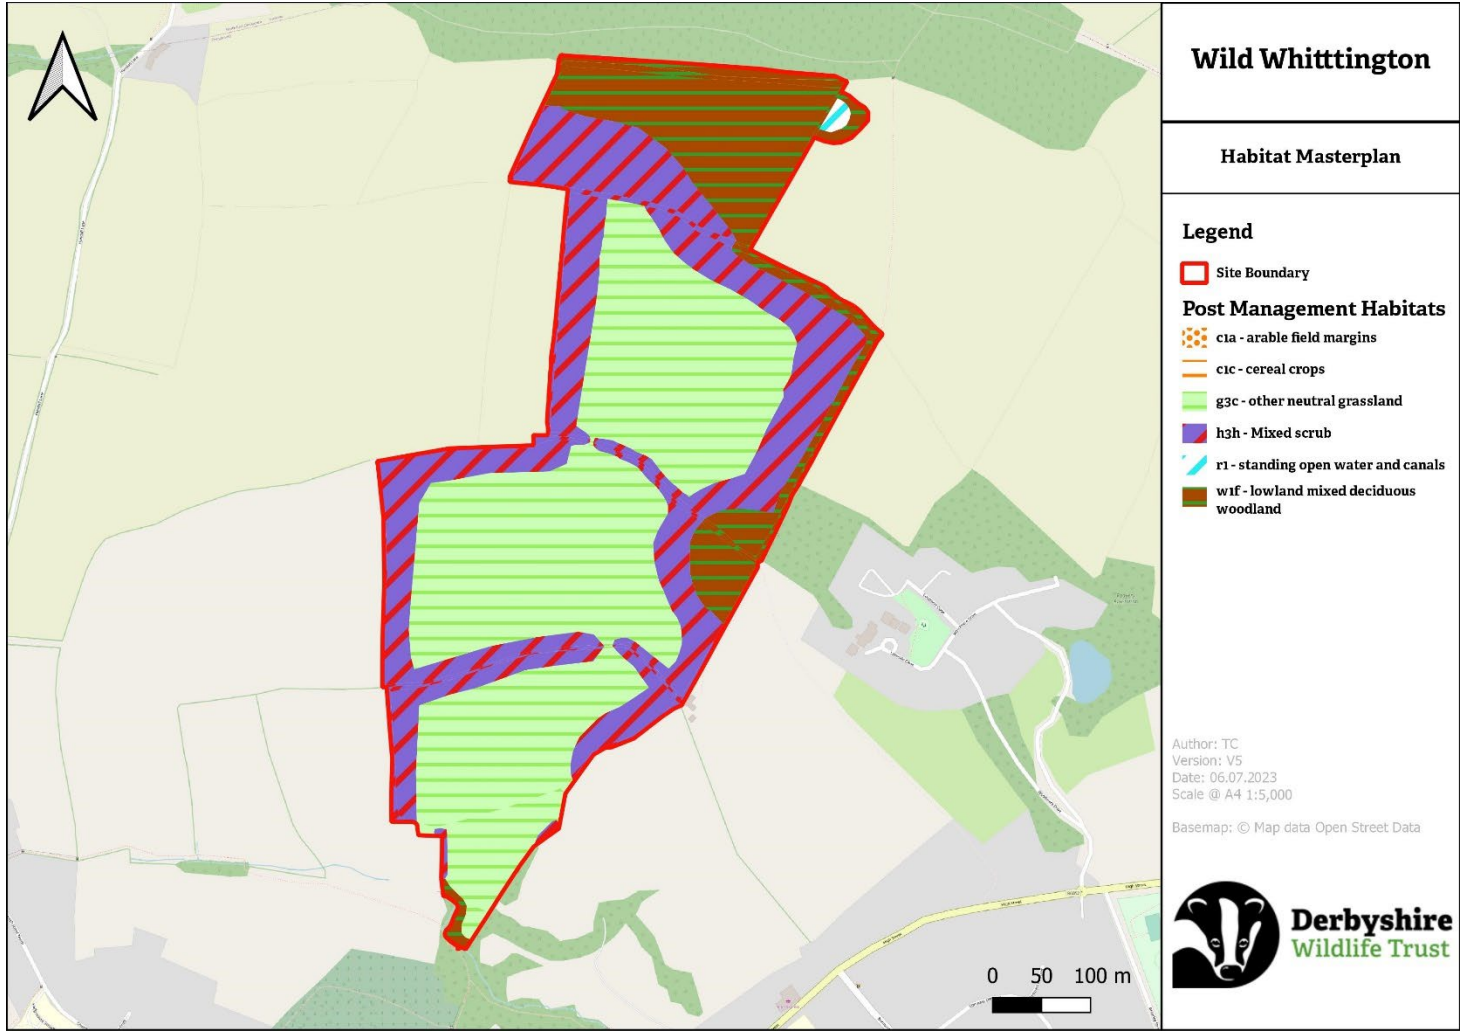 Wild Whitttington
Habitat Masterplan
Legend
Site Boundary
Post Management Habitats
c1a - arable field margins
c1c - cereal crops
g3c - other neutral grassland
h3h - Mixed scrub
r1 - standing open water and canals
w1f - lowland mixed deciduous
woodland
Author: TC
Version: V5
Date: 06.07.2023
Scale @ A4 1:5,000
Basemap: © Map data Open Street Data
0 50 100 m
Derbyshire
Wildlife Trust